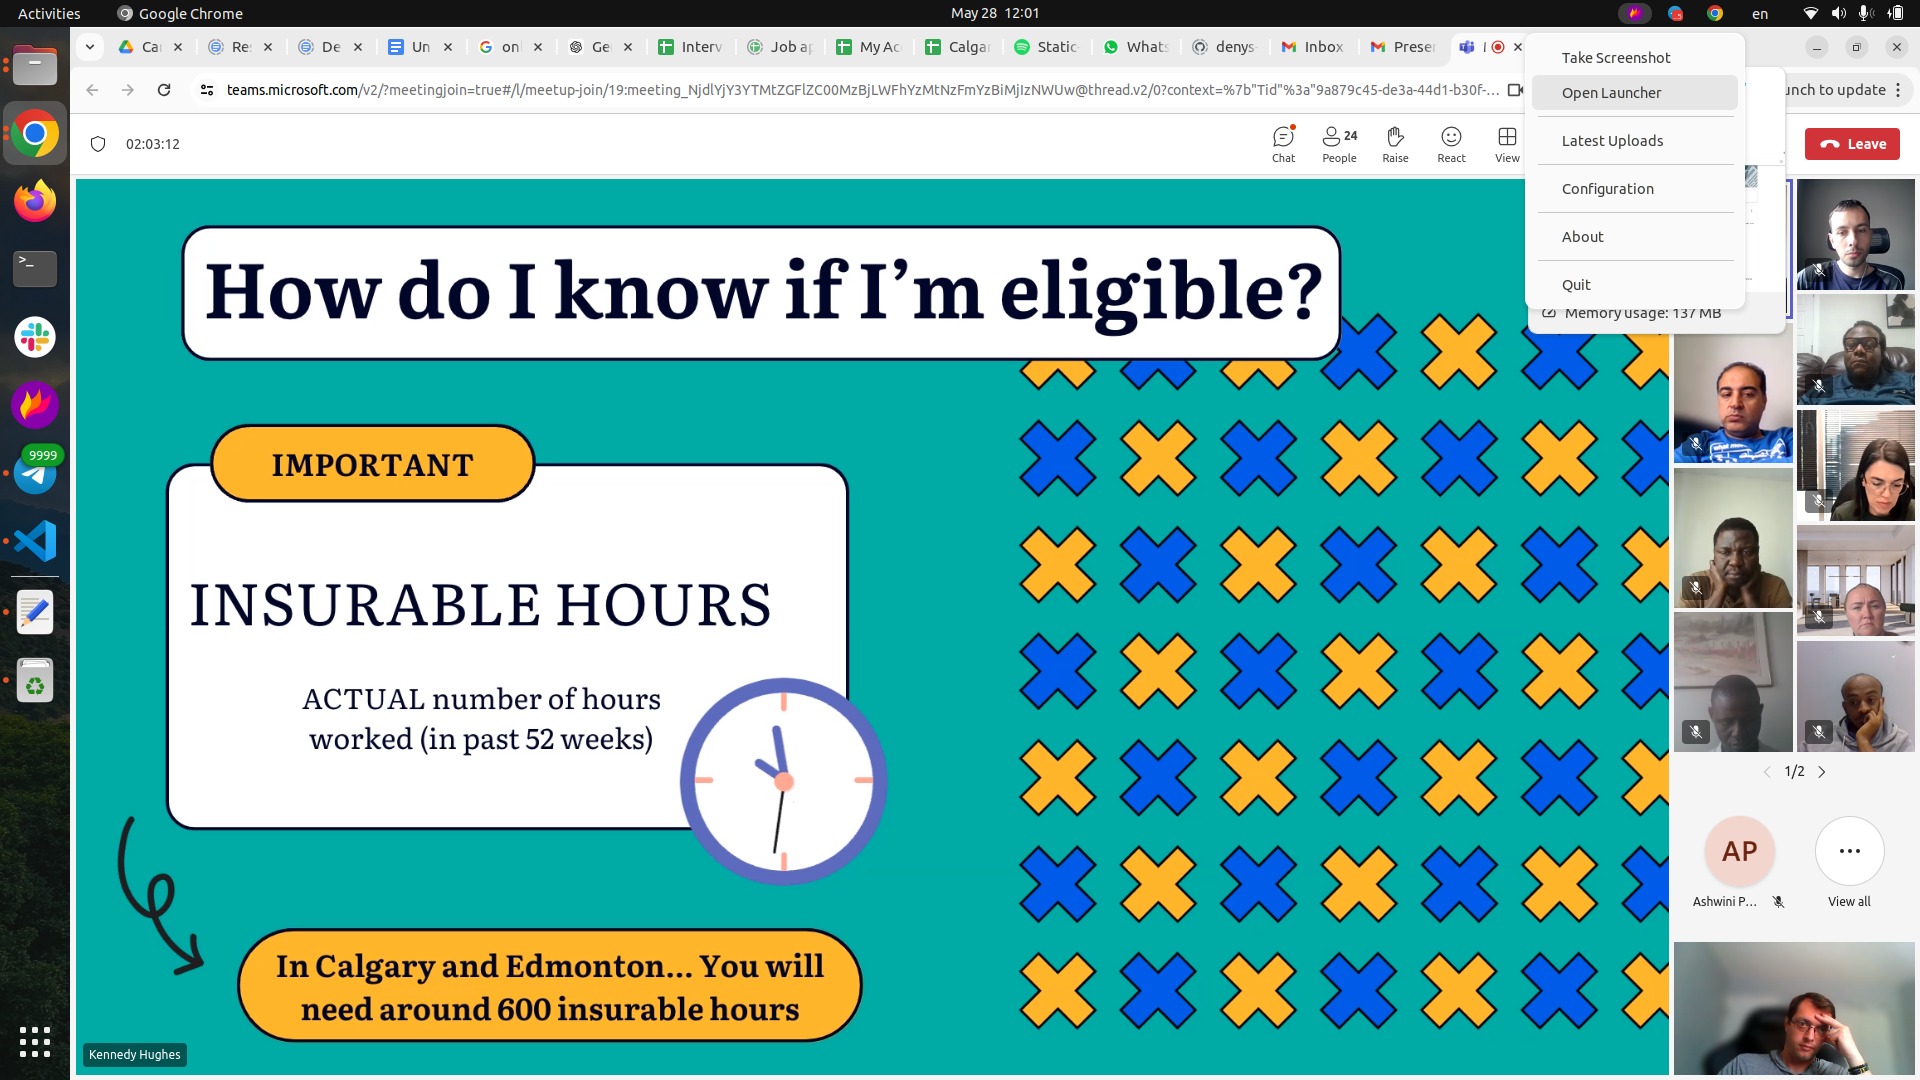 Activities
Google Chrome
May 28 12:01
en
Ca
Re
De
Un
on
Ge
Interv
Job a
My Ac
Calgar
Static
Whats
denys-
Inbox
Preser
teams.microsoft.com/v2/?meetingjoin=true#/l/meetup-join/19:meeting_NjdlYjY3YTMtZGFlZC00MzBjLWFhYzMtNzFmYzBiMjIzNWUw@thread.v2/0?context=%7b"Tid"%3a"9a879c45-de3a-44d1-b30f-...
nch to update
02:03:12
Chat
24
People
Raise
React
View
Leave
Take Screenshot
Open Launcher
Latest Uploads
Configuration
About
Quit
Memory usage: 137 MB
How do I know if I'm eligible?
IMPORTANT
INSURABLE HOURS
ACTUAL number of hours
worked (in past 52 weeks)
In Calgary and Edmonton... You will
need around 600 insurable hours
Kennedy Hughes
9999
1/2
AP
Ashwini P...
View all